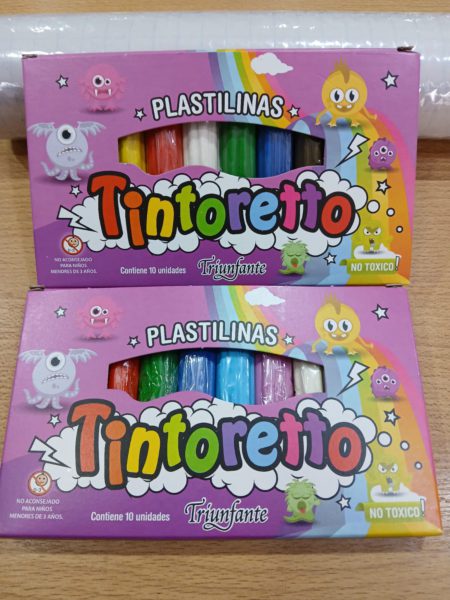 PLASTILINAS
Tintoretto
NO ACONSEJADO
PARA NIÑOS
MENORES DE 3 AÑOS.
Contiene 10 unidades
Triunfante
NO TOXICO!
PLASTILINAS
Tintoretto
NO ACONSEJADO
PARA NIÑOS
MENORES DE 3 AÑOS.
Contiene 10 unidades
Triunfante
NO TOXICO!